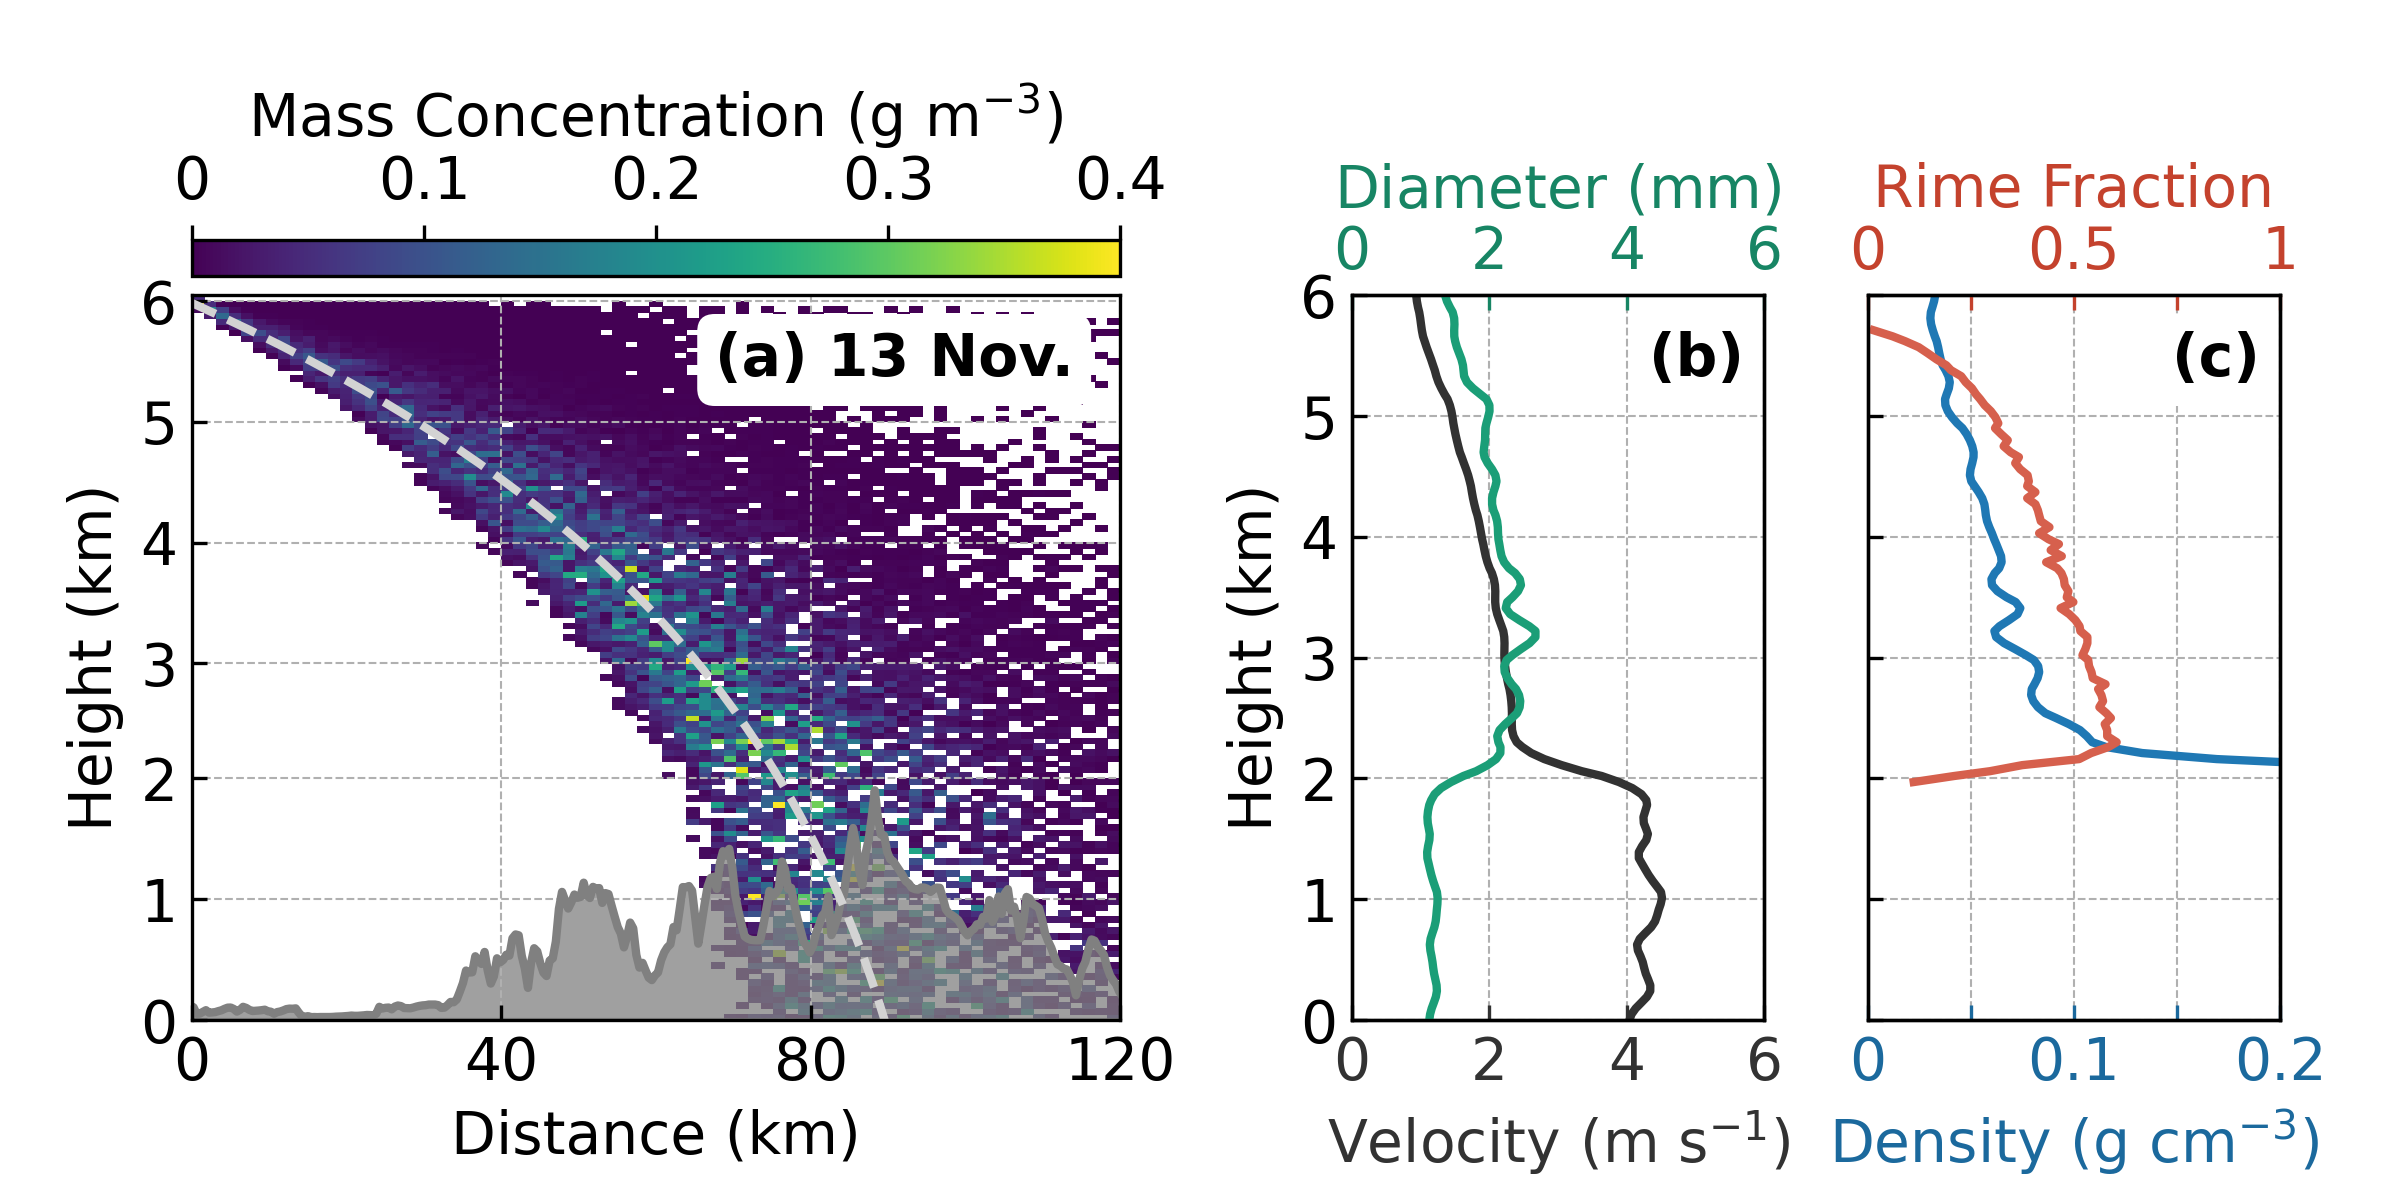 Mass Concentration (g m⁻³)
0 0.1 0.2 0.3 0.4
(a) 13 Nov.
6
5
4
3
2
1
0
Height (km)
0 40 80 120
Distance (km)
Diameter (mm)
0 2 4 6
(b)
6
5
4
3
2
1
0
Height (km)
0 2 4 6
Velocity (m s⁻¹)
Rime Fraction
0 0.5 1
(c)
0 0.1 0.2
Density (g cm⁻³)